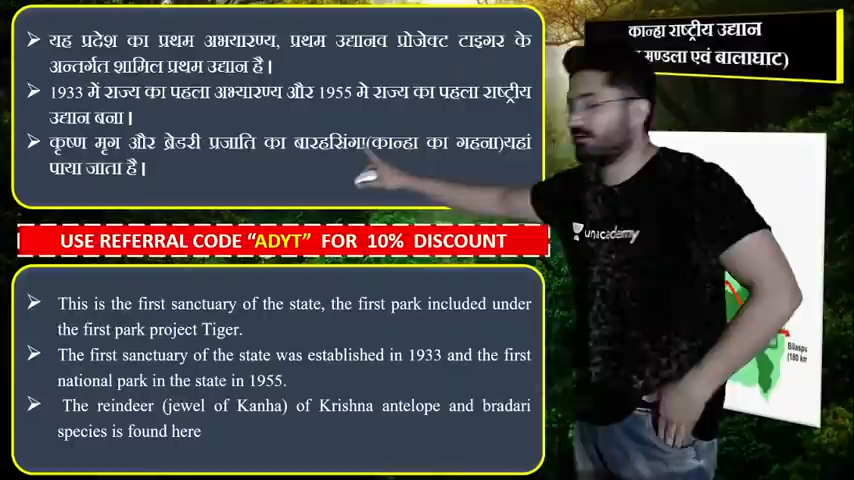 यह प्रदेश का प्रथम अभयारण्य, प्रथम उद्यानव प्रोजेक्ट टाइगर के
अन्तर्गत शामिल प्रथम उद्यान है।
1933 में राज्य का पहला अभ्यारण्य और 1955 मे राज्य का पहला राष्ट्रीय
उद्यान बना।
कृष्ण मृग और ब्रेडरी प्रजाति का बारहसिंगा(कान्हा का गहना)यहां
पाया जाता है।
कान्हा राष्ट्रीय उद्यान
मण्डला एवं बालाघाट)
USE REFERRAL CODE “ADYT” FOR 10% DISCOUNT
unacademy
This is the first sanctuary of the state, the first park included under
the first park project Tiger.
The first sanctuary of the state was established in 1933 and the first
national park in the state in 1955.
The reindeer (jewel of Kanha) of Krishna antelope and bradari
species is found here
(180 km